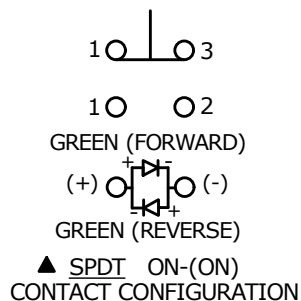 1 3
1 2
GREEN (FORWARD)
+ -
(+) (-)
- +
GREEN (REVERSE)
▲ SPDT ON-(ON)
CONTACT CONFIGURATION